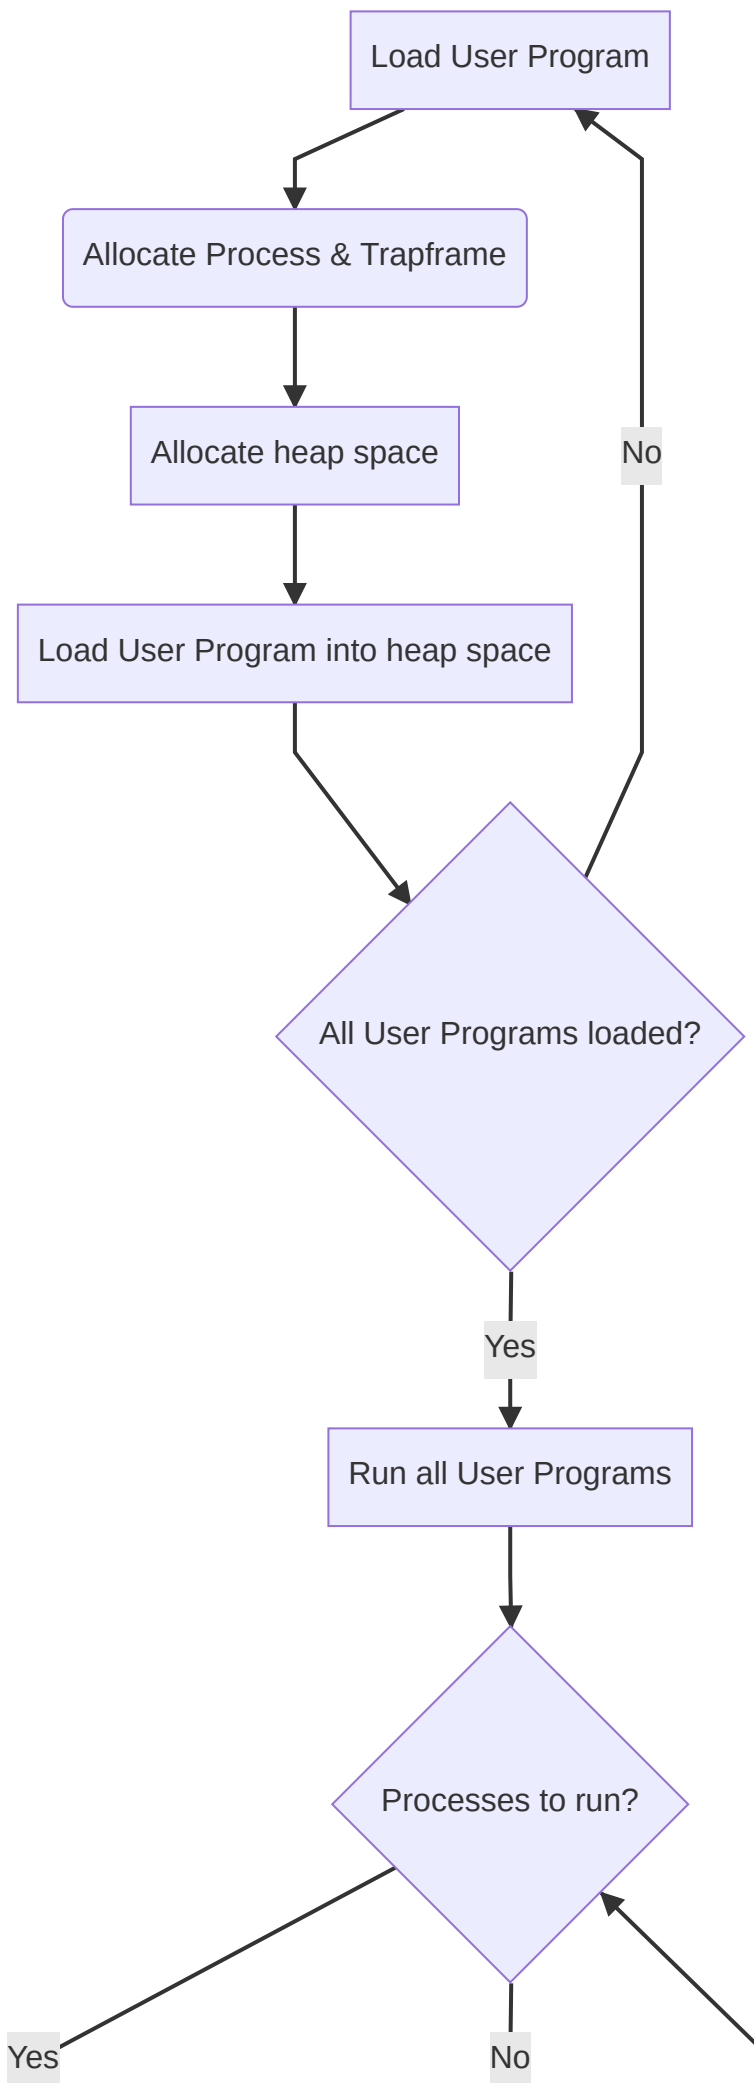 Load User Program
Allocate Process & Trapframe
Allocate heap space
No
Load User Program into heap space
All User Programs loaded?
Yes
Run all User Programs
Processes to run?
Yes
No